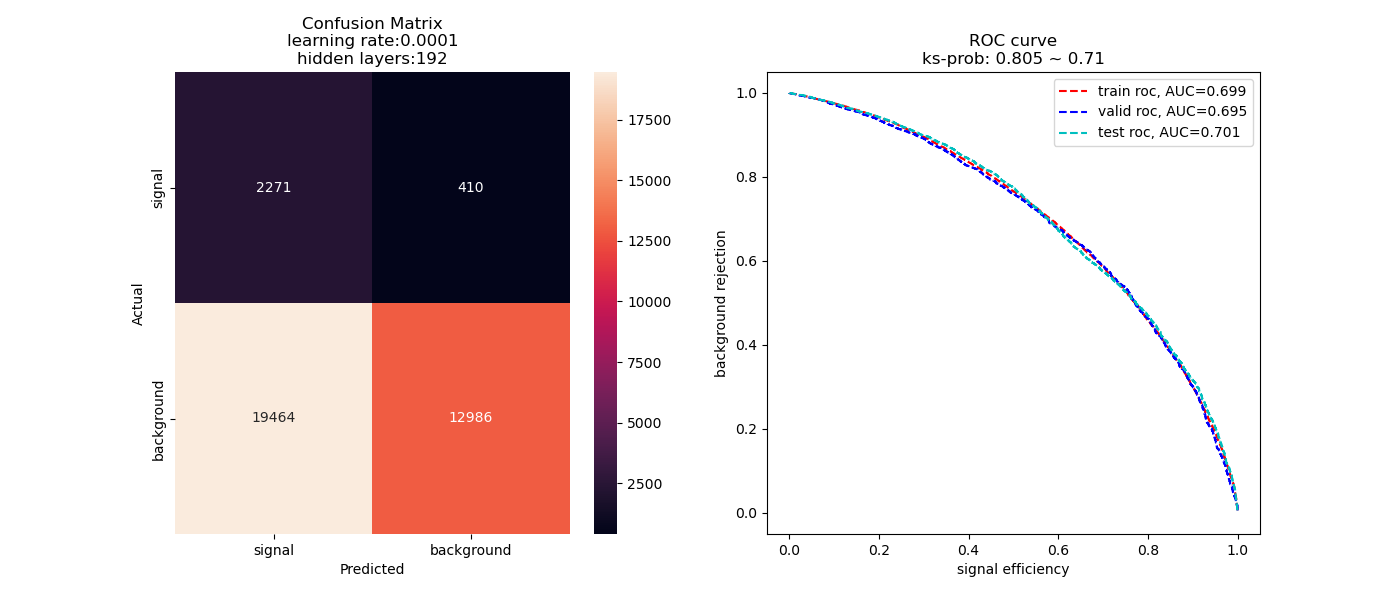 Confusion Matrix
learning rate:0.0001
hidden layers:192
signal
background
Actual
2271
410
19464
12986
signal
background
Predicted
17500
15000
12500
10000
7500
5000
2500
ROC curve
ks-prob: 0.805 ~ 0.71
train roc, AUC=0.699
valid roc, AUC=0.695
test roc, AUC=0.701
background rejection
1.0
0.8
0.6
0.4
0.2
0.0
0.0
0.2
0.4
0.6
0.8
1.0
signal efficiency